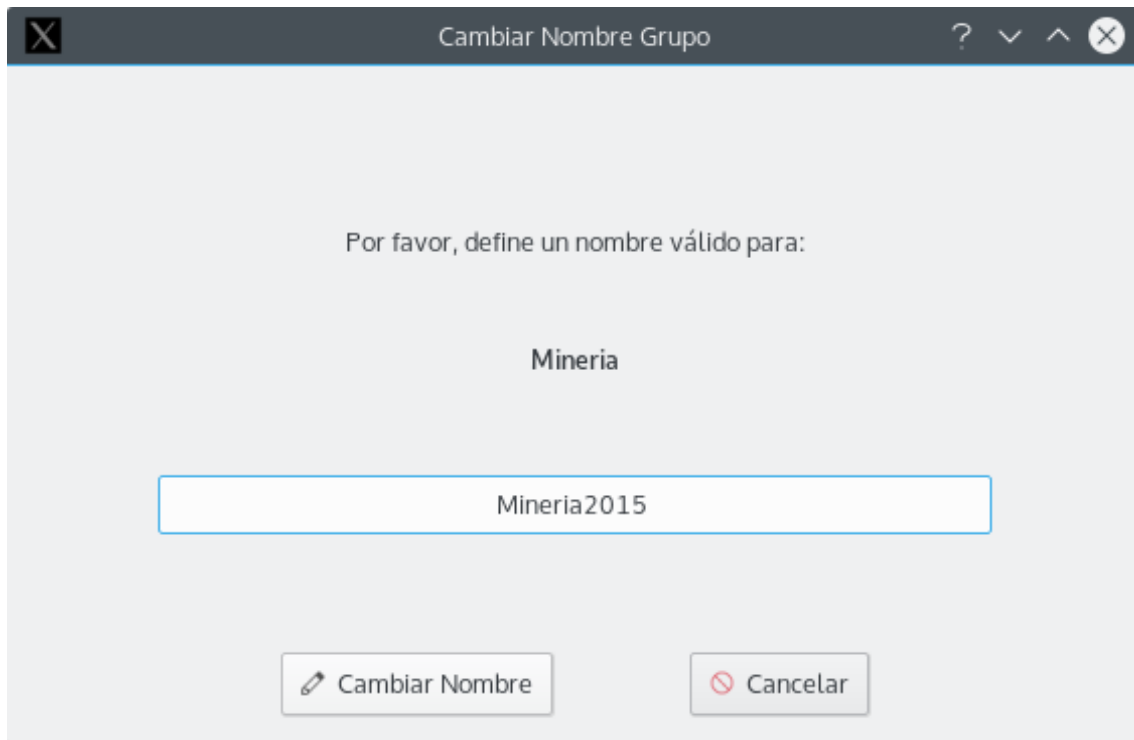 Cambiar Nombre Grupo
Por favor, define un nombre válido para:
Mineria
Mineria2015
Cambiar Nombre
Cancelar